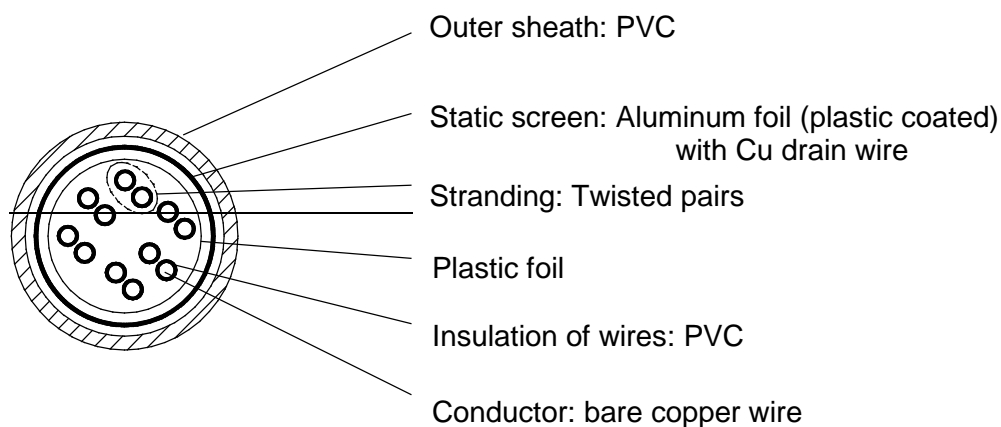 Outer sheath: PVC
Static screen: Aluminum foil (plastic coated)
with Cu drain wire
Stranding: Twisted pairs
Plastic foil
Insulation of wires: PVC
Conductor: bare copper wire